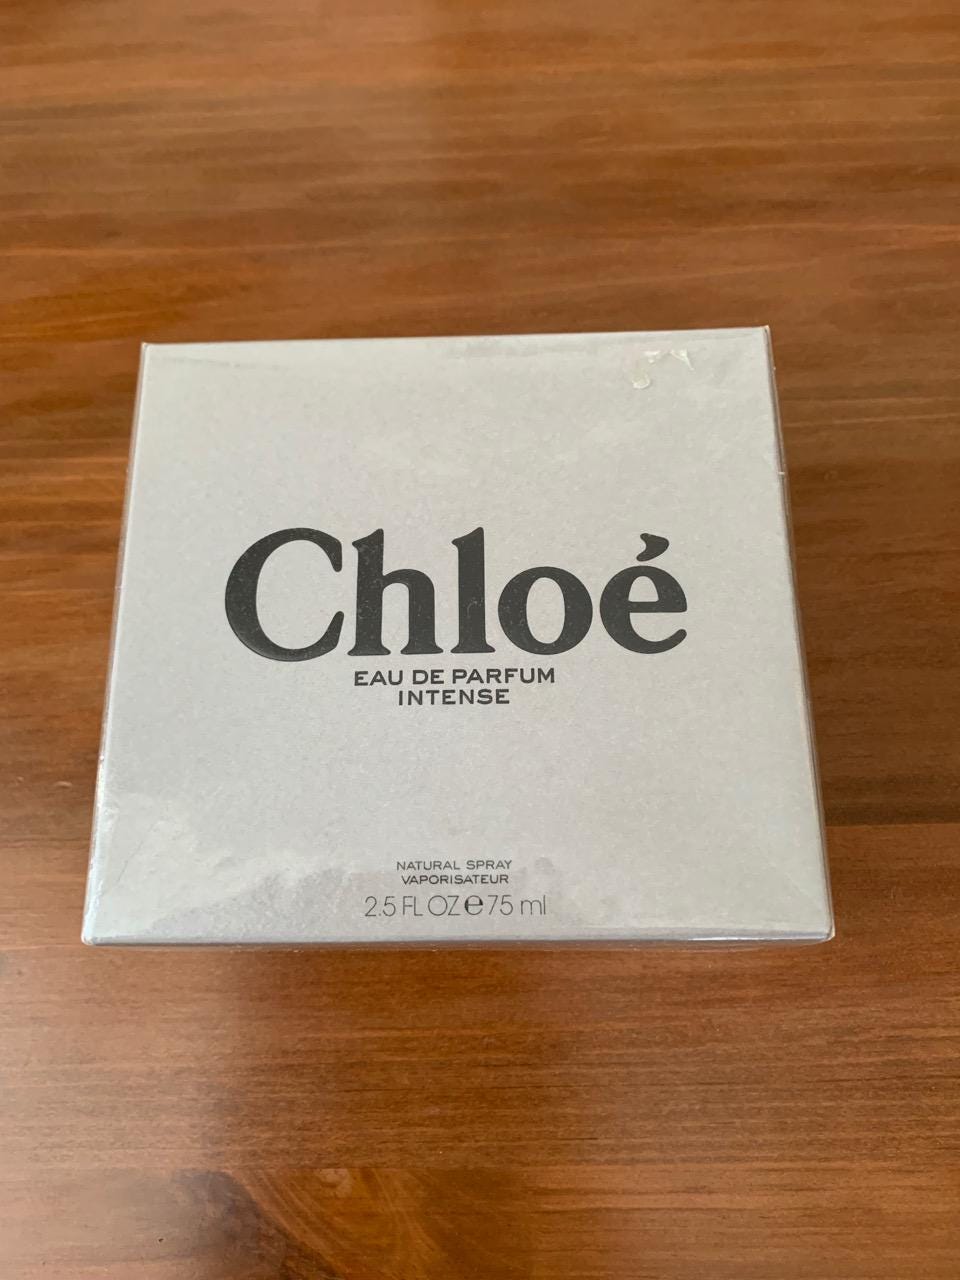 Chloé
EAU DE PARFUM
INTENSE
NATURAL SPRAY
VAPORISATEUR
2.5 FL OZ ℮ 75 ml